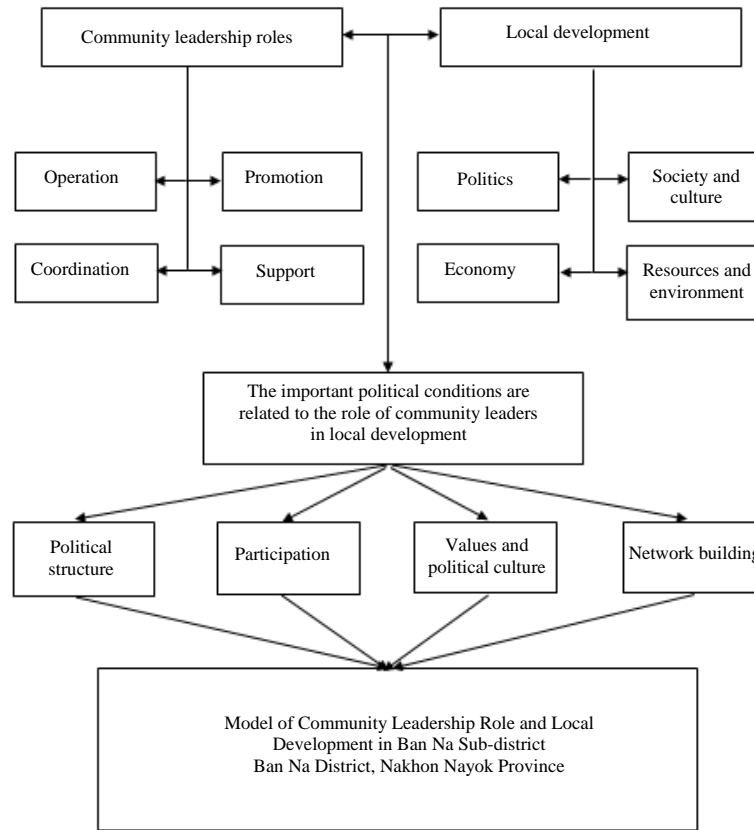 Community leadership roles
Local development
Operation
Promotion
Politics
Society and
culture
Coordination
Support
Economy
Resources and
environment
The important political conditions are
related to the role of community leaders
in local development
Political
structure
Participation
Values and
political culture
Network building
Model of Community Leadership Role and Local
Development in Ban Na Sub-district
Ban Na District, Nakhon Nayok Province